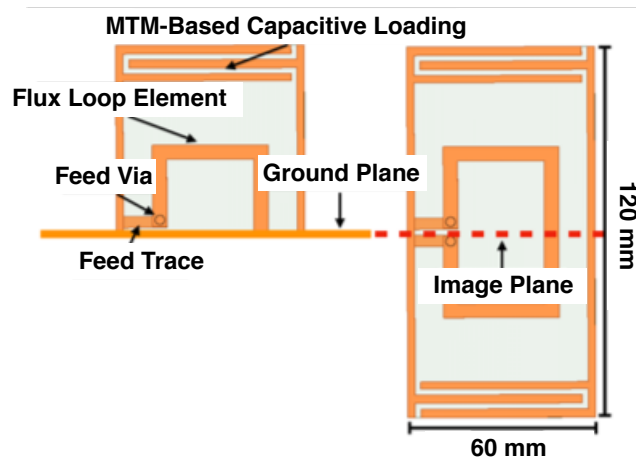 MTM-Based Capacitive Loading
Flux Loop Element
Feed Via
Ground Plane
Feed Trace
Image Plane
120 mm
60 mm